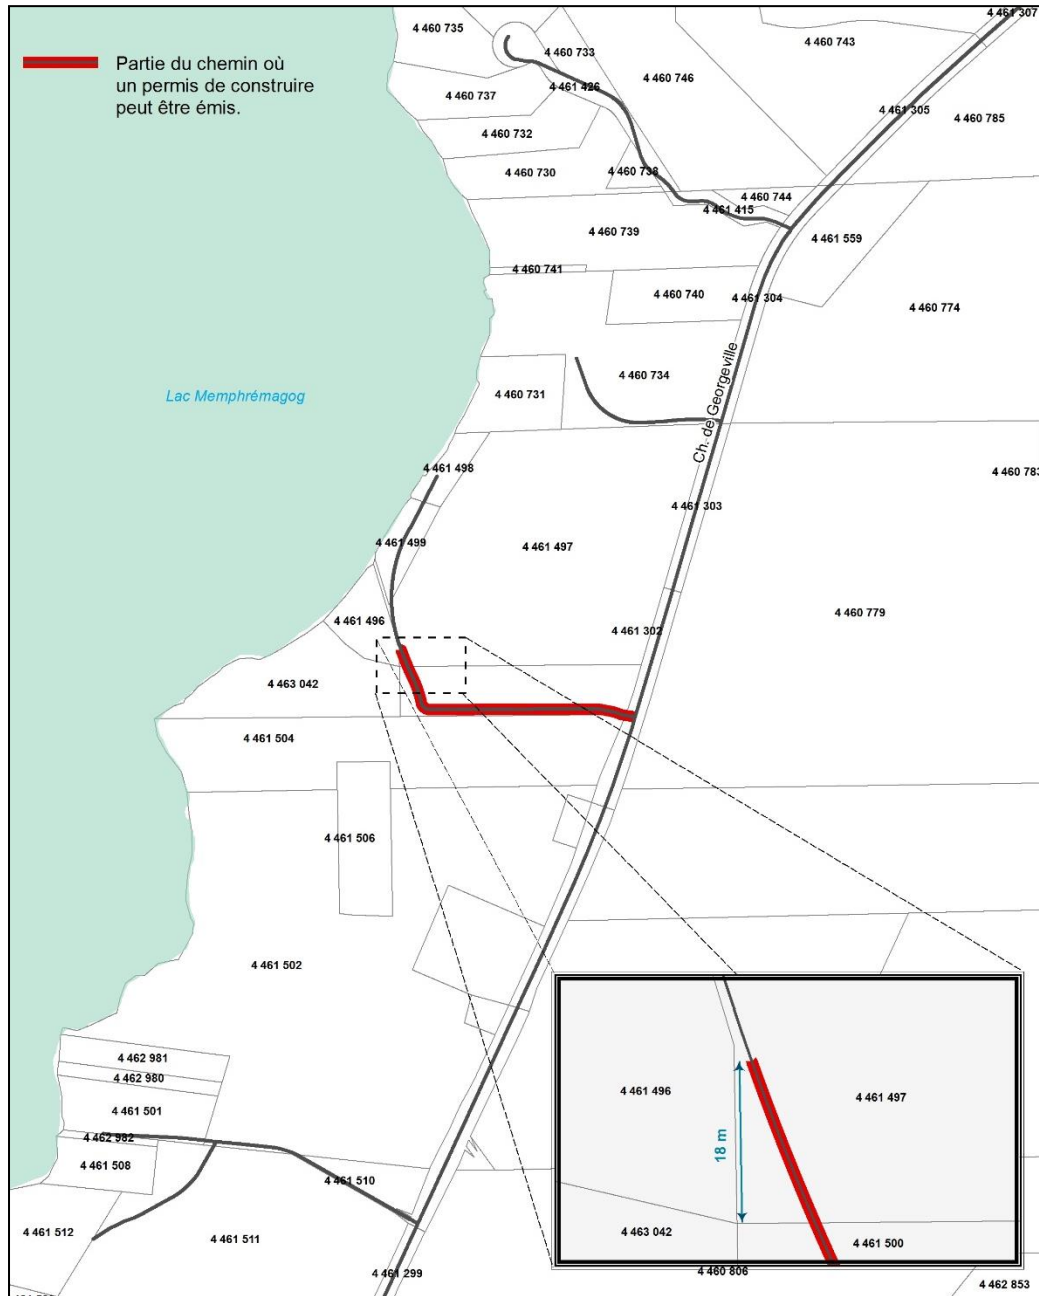 4 461 307
4 460 735
4 460 733
4 460 743
Partie du chemin où
un permis de construire
peut être émis.
4 460 746
4 461 426
4 460 737
4 461 305
4 460 785
4 460 732
4 460 730
4 460 738
4 460 744
4 461 415
4 460 739
4 461 559
4 460 741
4 460 740
4 461 304
4 460 774
4 460 734
Lac Memphrémagog
4 460 731
Ch. de Georgeville
4 461 498
4 460 783
4 461 303
4 461 499
4 461 497
4 460 779
4 461 496
4 461 302
4 463 042
4 461 504
4 461 506
4 461 502
4 462 981
4 462 980
4 461 501
4 462 982
4 461 508
4 461 510
4 461 512
4 461 511
4 461 299
4 461 496
4 461 497
18 m
4 463 042
4 461 500
4 460 806
4 462 853